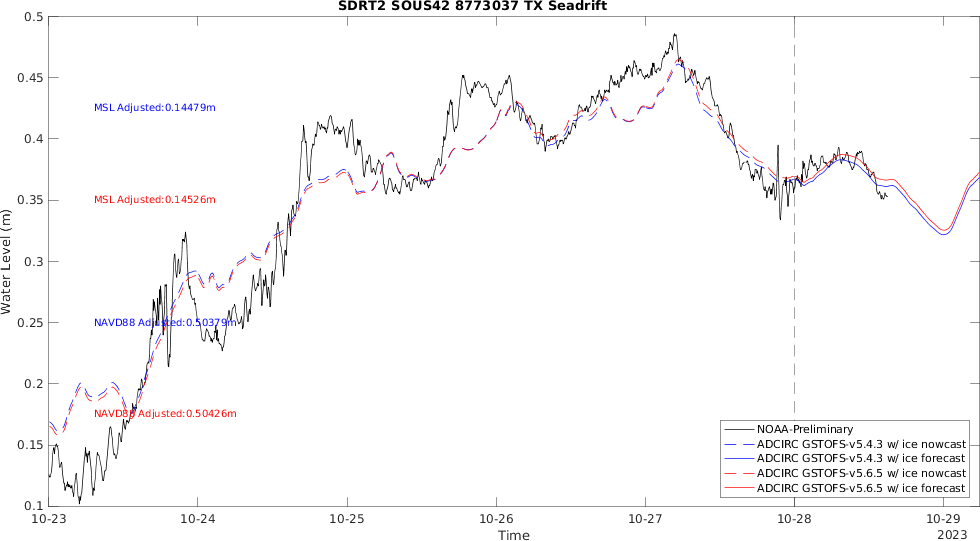 SDRT2 SOUS42 8773037 TX Seadrift
0.5
0.45
0.4
0.35
0.3
0.25
0.2
0.15
0.1
Water Level (m)
MSL Adjusted:0.14479m
MSL Adjusted:0.14526m
NAVD88 Adjusted:0.50379m
NAVD88 Adjusted:0.50426m
NOAA-Preliminary
ADCIRC GSTOFS-v5.4.3 w/ ice nowcast
ADCIRC GSTOFS-v5.4.3 w/ ice forecast
ADCIRC GSTOFS-v5.6.5 w/ ice nowcast
ADCIRC GSTOFS-v5.6.5 w/ ice forecast
10-23 10-24 10-25 10-26 10-27 10-28 10-29
Time
2023